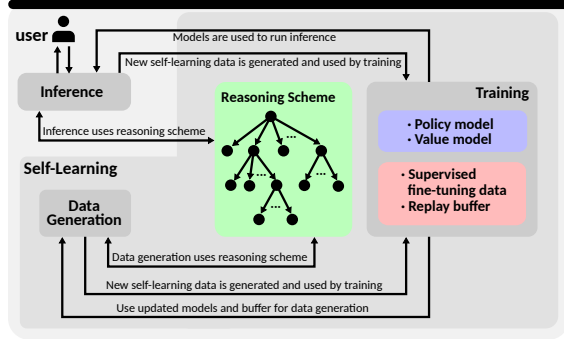 user
Models are used to run inference
New self-learning data is generated and used by training
Inference
Reasoning Scheme
Training
...
· Policy model
· Value model
Inference uses reasoning scheme
Self-Learning
· Supervised
fine-tuning data
· Replay buffer
...
...
Data
Generation
Data generation uses reasoning scheme
New self-learning data is generated and used by training
Use updated models and buffer for data generation